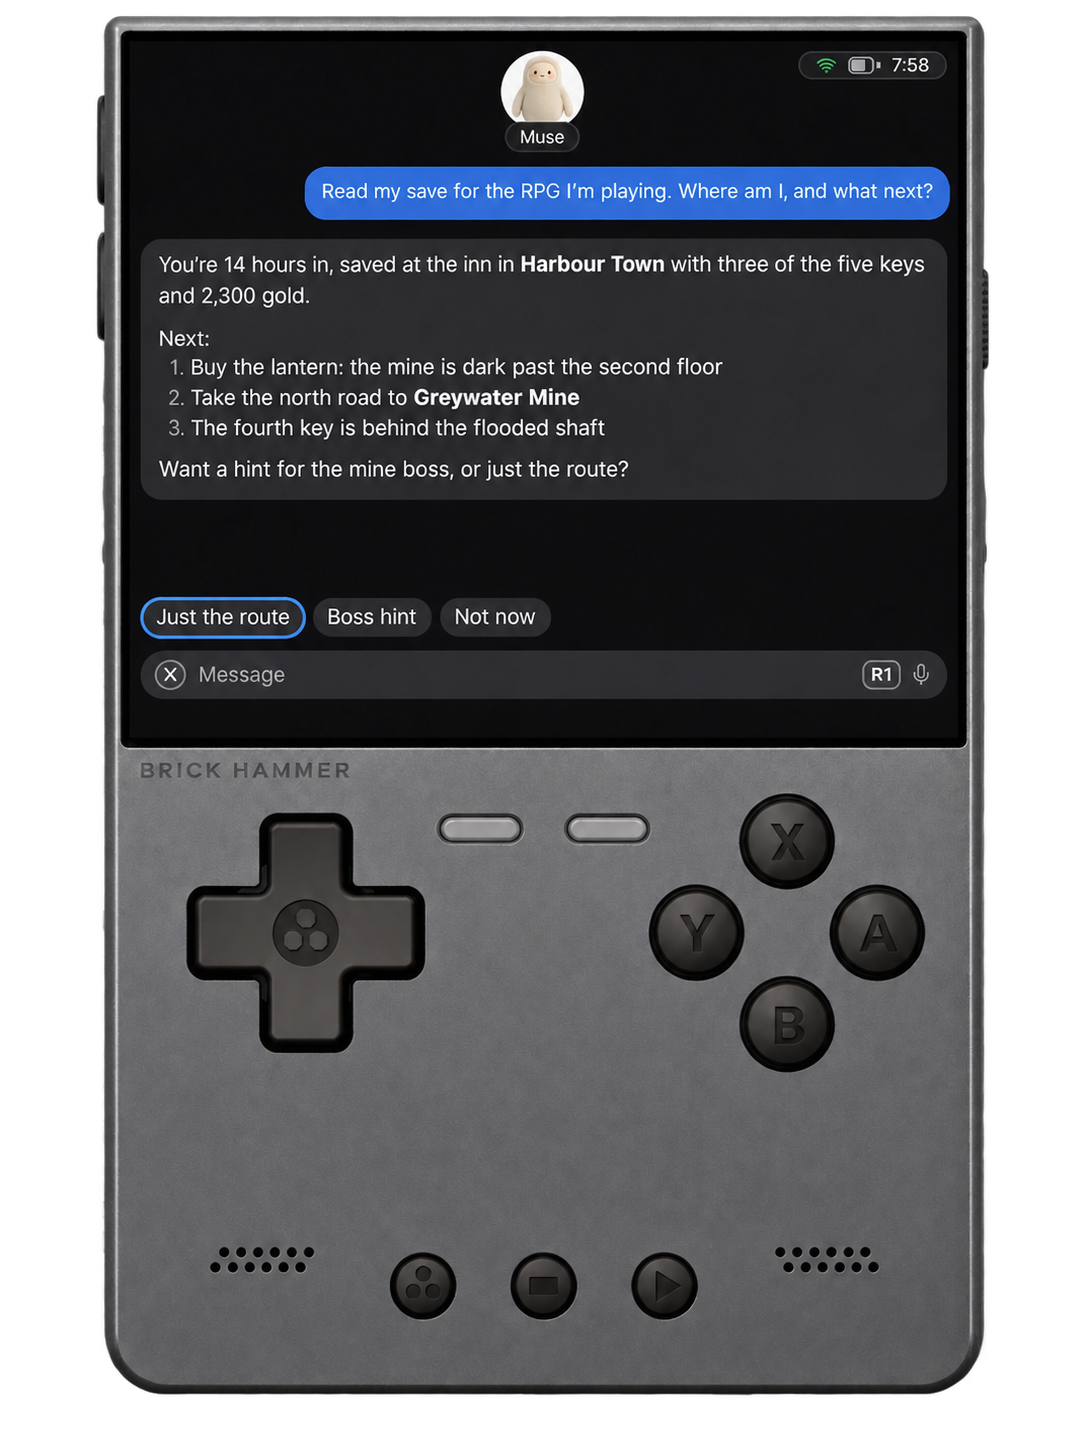 7:58
Muse
Read my save for the RPG I'm playing. Where am I, and what next?
You're 14 hours in, saved at the inn in Harbour Town with three of the five keys
and 2,300 gold.
Next:
1. Buy the lantern: the mine is dark past the second floor
2. Take the north road to Greywater Mine
3. The fourth key is behind the flooded shaft
Want a hint for the mine boss, or just the route?
Just the route Boss hint Not now
X Message R1
BRICK HAMMER
X
Y A
B